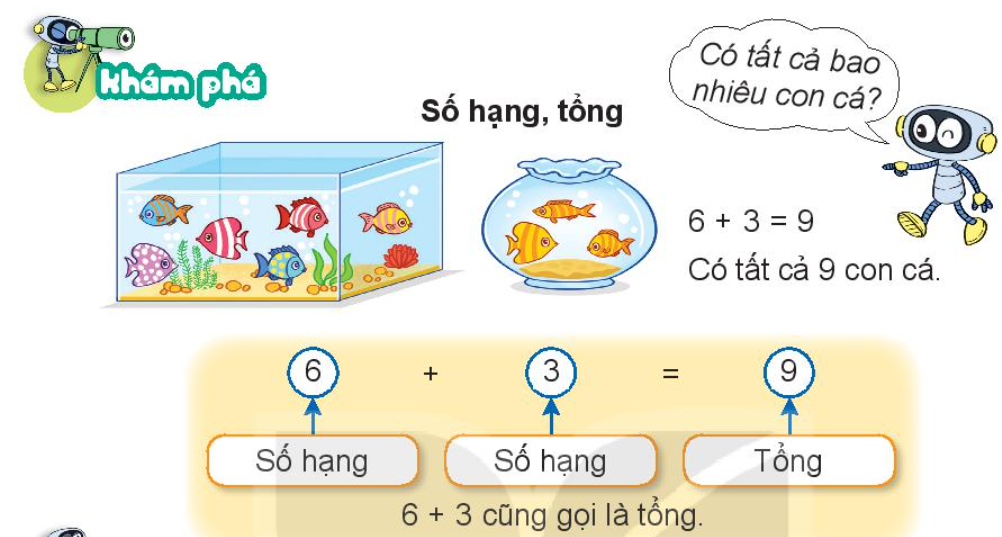 khám phá
Có tất cả bao
nhiêu con cá?
Số hạng, tổng
6 + 3 = 9
Có tất cả 9 con cá.
6 + 3 = 9
Số hạng Số hạng Tổng
6 + 3 cũng gọi là tổng.